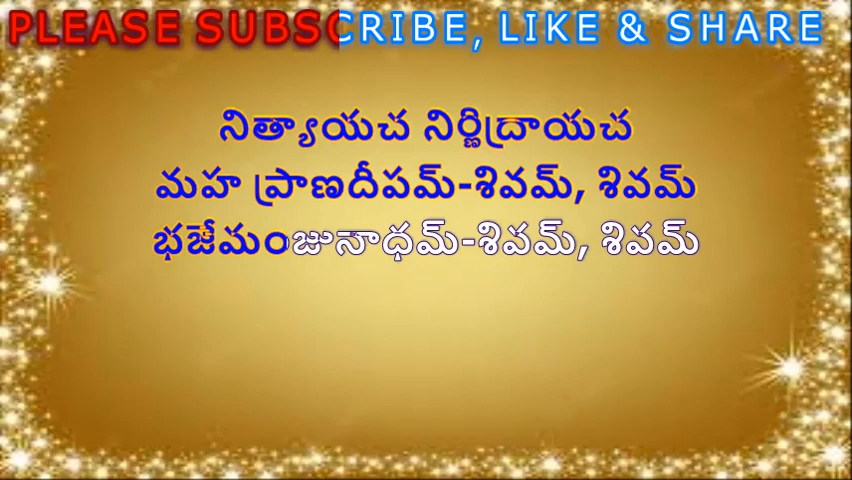 PLEASE SUBSCRIBE, LIKE & SHARE
నిత్యాయచ నిర్ణిద్రాయచ
మహ ప్రాణదీపమ్-శివమ్, శివమ్
భజేమంజునాధమ్-శివమ్, శివమ్